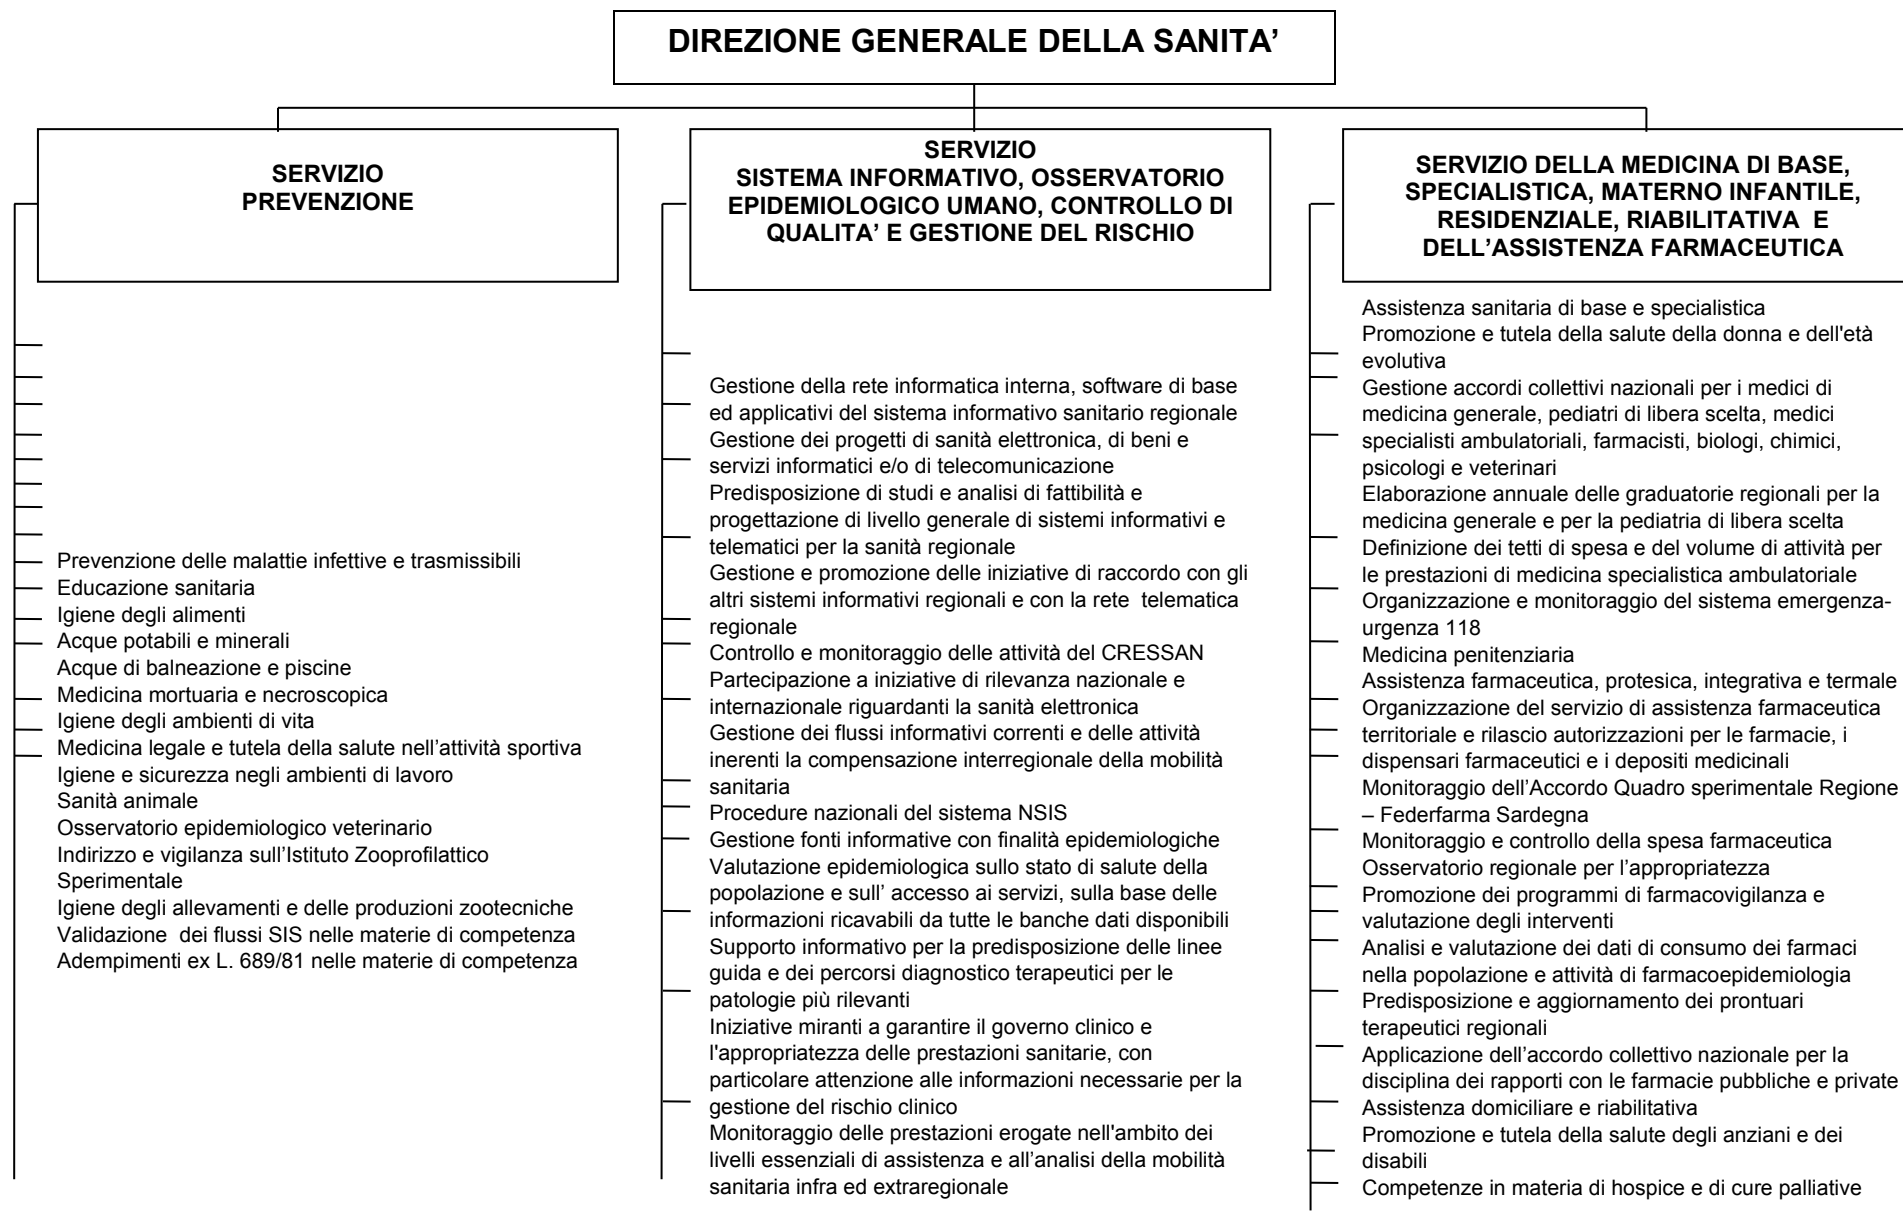 DIREZIONE GENERALE DELLA SANITA’
SERVIZIO
PREVENZIONE
Prevenzione delle malattie infettive e trasmissibili
Educazione sanitaria
Igiene degli alimenti
Acque potabili e minerali
Acque di balneazione e piscine
Medicina mortuaria e necroscopica
Igiene degli ambienti di vita
Medicina legale e tutela della salute nell’attività sportiva
Igiene e sicurezza negli ambienti di lavoro
Sanità animale
Osservatorio epidemiologico veterinario
Indirizzo e vigilanza sull’Istituto Zooprofilattico
Sperimentale
Igiene degli allevamenti e delle produzioni zootecniche
Validazione dei flussi SIS nelle materie di competenza
Adempimenti ex L. 689/81 nelle materie di competenza
SERVIZIO
SISTEMA INFORMATIVO, OSSERVATORIO
EPIDEMIOLOGICO UMANO, CONTROLLO DI
QUALITA’ E GESTIONE DEL RISCHIO
Gestione della rete informatica interna, software di base
ed applicativi del sistema informativo sanitario regionale
Gestione dei progetti di sanità elettronica, di beni e
servizi informatici e/o di telecomunicazione
Predisposizione di studi e analisi di fattibilità e
progettazione di livello generale di sistemi informativi e
telematici per la sanità regionale
Gestione e promozione delle iniziative di raccordo con gli
altri sistemi informativi regionali e con la rete telematica
regionale
Controllo e monitoraggio delle attività del CRESSAN
Partecipazione a iniziative di rilevanza nazionale e
internazionale riguardanti la sanità elettronica
Gestione dei flussi informativi correnti e delle attività
inerenti la compensazione interregionale della mobilità
sanitaria
Procedure nazionali del sistema NSIS
Gestione fonti informative con finalità epidemiologiche
Valutazione epidemiologica sullo stato di salute della
popolazione e sull’ accesso ai servizi, sulla base delle
informazioni ricavabili da tutte le banche dati disponibili
Supporto informativo per la predisposizione delle linee
guida e dei percorsi diagnostico terapeutici per le
patologie più rilevanti
Iniziative miranti a garantire il governo clinico e
l'appropriatezza delle prestazioni sanitarie, con
particolare attenzione alle informazioni necessarie per la
gestione del rischio clinico
Monitoraggio delle prestazioni erogate nell'ambito dei
livelli essenziali di assistenza e all’analisi della mobilità
sanitaria infra ed extraregionale
SERVIZIO DELLA MEDICINA DI BASE,
SPECIALISTICA, MATERNO INFANTILE,
RESIDENZIALE, RIABILITATIVA E
DELL’ASSISTENZA FARMACEUTICA
Assistenza sanitaria di base e specialistica
Promozione e tutela della salute della donna e dell'età
evolutiva
Gestione accordi collettivi nazionali per i medici di
medicina generale, pediatri di libera scelta, medici
specialisti ambulatoriali, farmacisti, biologi, chimici,
psicologi e veterinari
Elaborazione annuale delle graduatorie regionali per la
medicina generale e per la pediatria di libera scelta
Definizione dei tetti di spesa e del volume di attività per
le prestazioni di medicina specialistica ambulatoriale
Organizzazione e monitoraggio del sistema emergenza-
urgenza 118
Medicina penitenziaria
Assistenza farmaceutica, protesica, integrativa e termale
Organizzazione del servizio di assistenza farmaceutica
territoriale e rilascio autorizzazioni per le farmacie, i
dispensari farmaceutici e i depositi medicinali
Monitoraggio dell’Accordo Quadro sperimentale Regione
– Federfarma Sardegna
Monitoraggio e controllo della spesa farmaceutica
Osservatorio regionale per l’appropriatezza
Promozione dei programmi di farmacovigilanza e
valutazione degli interventi
Analisi e valutazione dei dati di consumo dei farmaci
nella popolazione e attività di farmacoepidemiologia
Predisposizione e aggiornamento dei prontuari
terapeutici regionali
Applicazione dell’accordo collettivo nazionale per la
disciplina dei rapporti con le farmacie pubbliche e private
Assistenza domiciliare e riabilitativa
Promozione e tutela della salute degli anziani e dei
disabili
Competenze in materia di hospice e di cure palliative